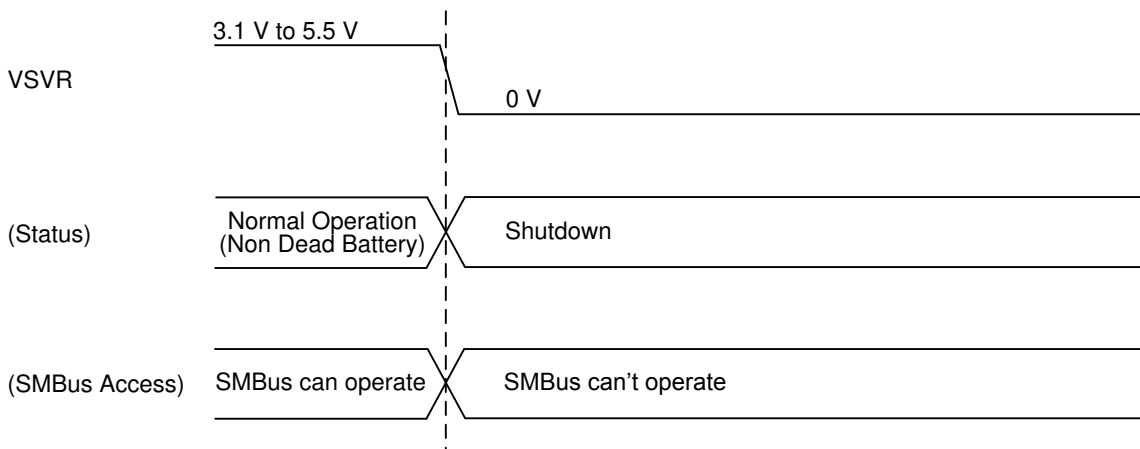 3.1 V to 5.5 V
VSVR
0 V
(Status)
Normal Operation
(Non Dead Battery)
Shutdown
(SMBus Access)
SMBus can operate
SMBus can't operate